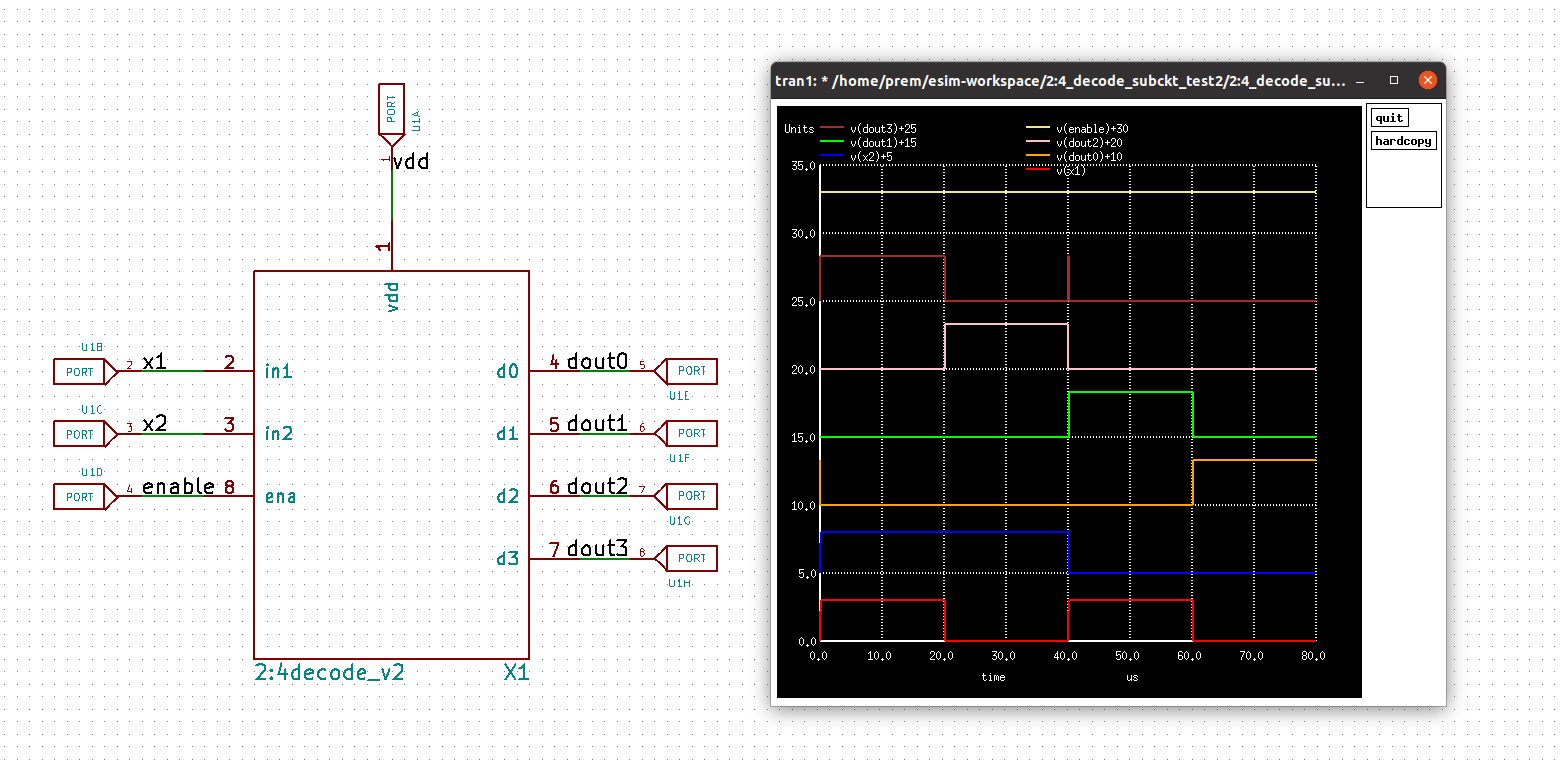 PORT
U1A
1
vdd
1
vdd
U1B
PORT
2
x1
2
in1
U1C
PORT
3
x2
3
in2
U1D
PORT
4
enable
8
ena
d0
4
dout0
5
PORT
U1E
d1
5
dout1
6
PORT
U1F
d2
6
dout2
7
PORT
U1G
d3
7
dout3
8
PORT
U1H
2:4decode_v2
X1
tran1: * /home/prem/esim-workspace/2:4_decode_subckt_test2/2:4_decode_su...
quit
hardcopy
Units
v(dout3)+25
v(enable)+30
v(dout1)+15
v(dout2)+20
v(x2)+5
v(dout0)+10
v(x1)
35.0
30.0
25.0
20.0
15.0
10.0
5.0
0.0
0.0 10.0 20.0 30.0 40.0 50.0 60.0 70.0 80.0
time us